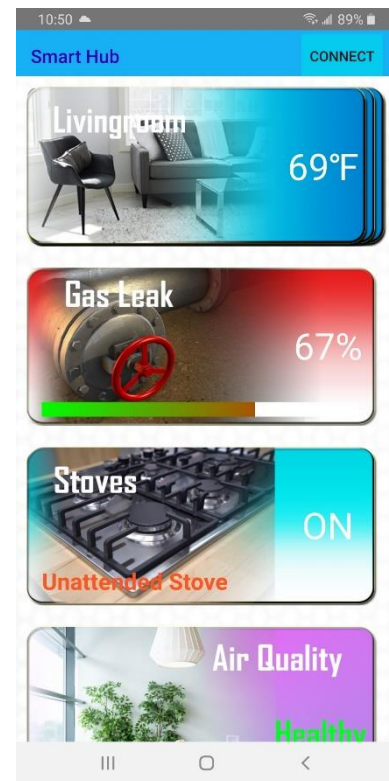 10:50
89%
Smart Hub
CONNECT
Livingroom
69°F
Gas Leak
67%
Stoves
ON
Unattended Stove
Air Quality
Healthy